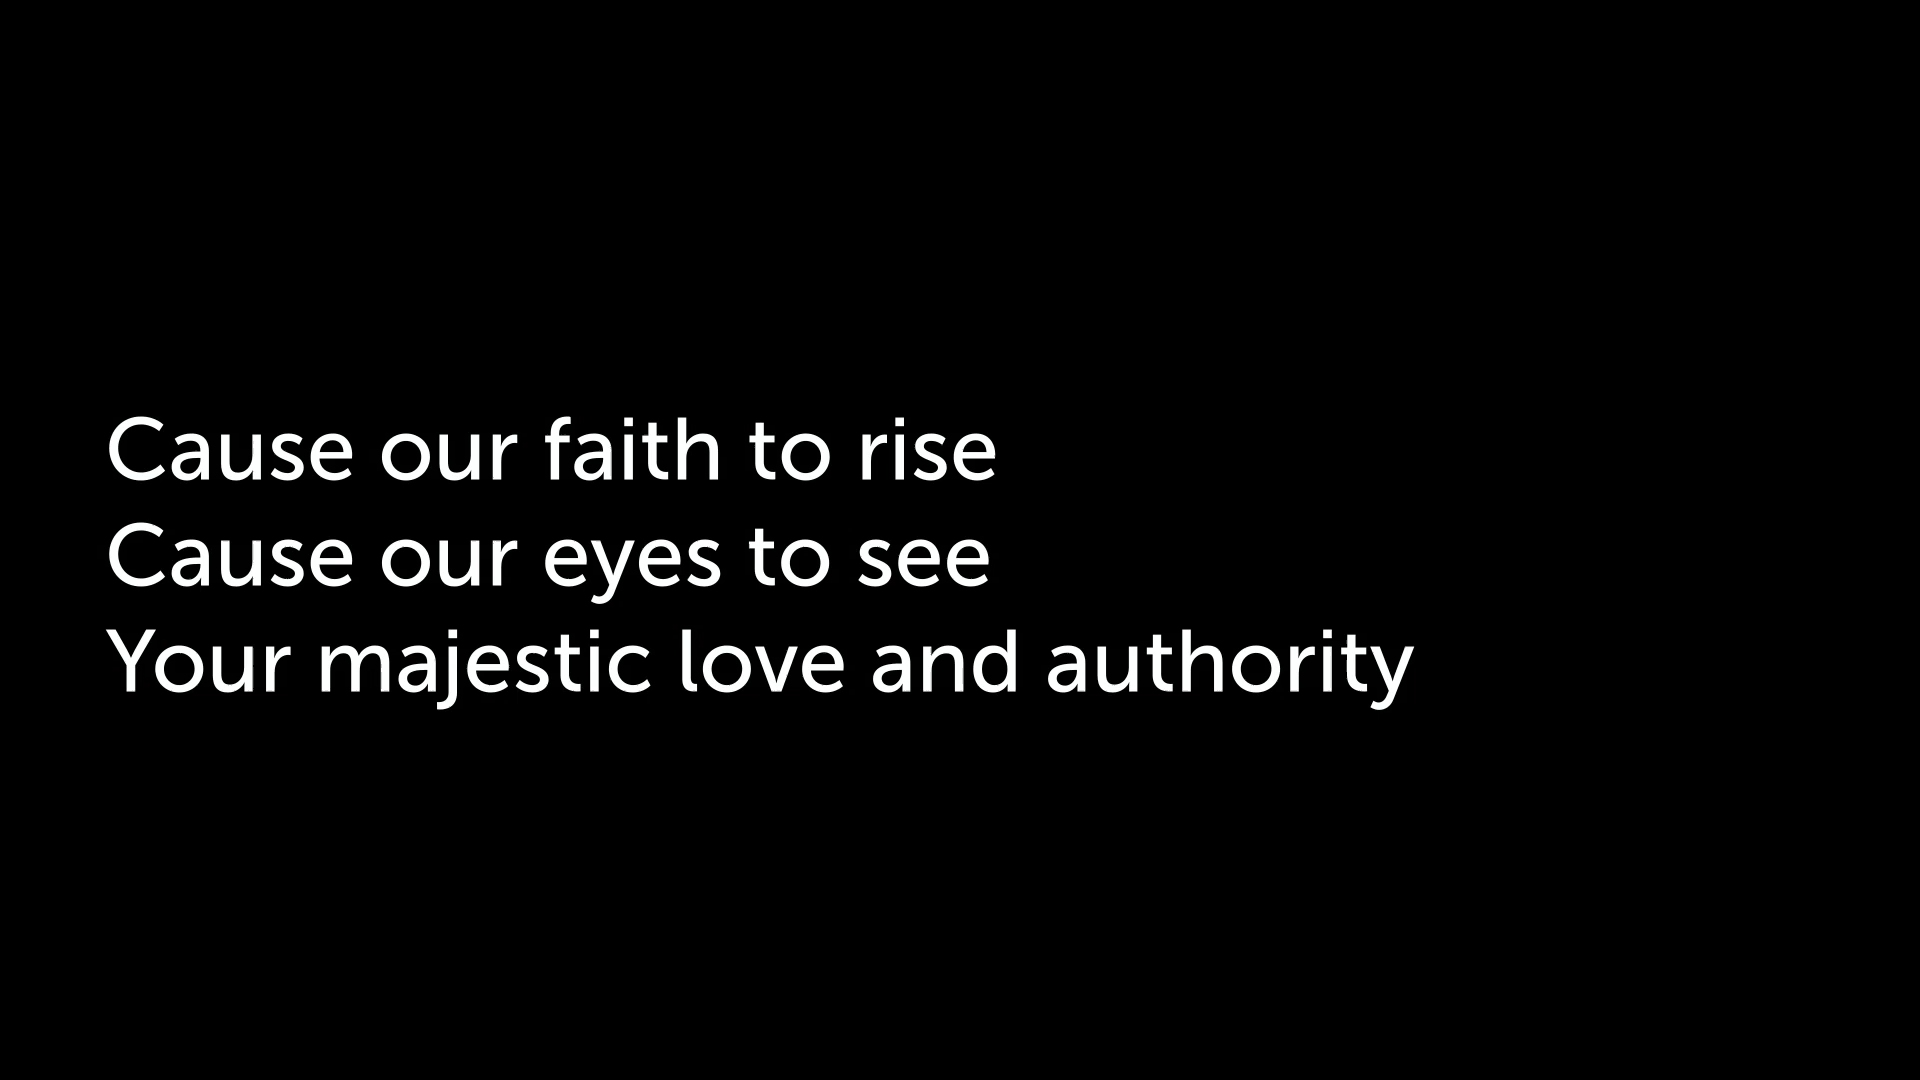 Cause our faith to rise
Cause our eyes to see
Your majestic love and authority